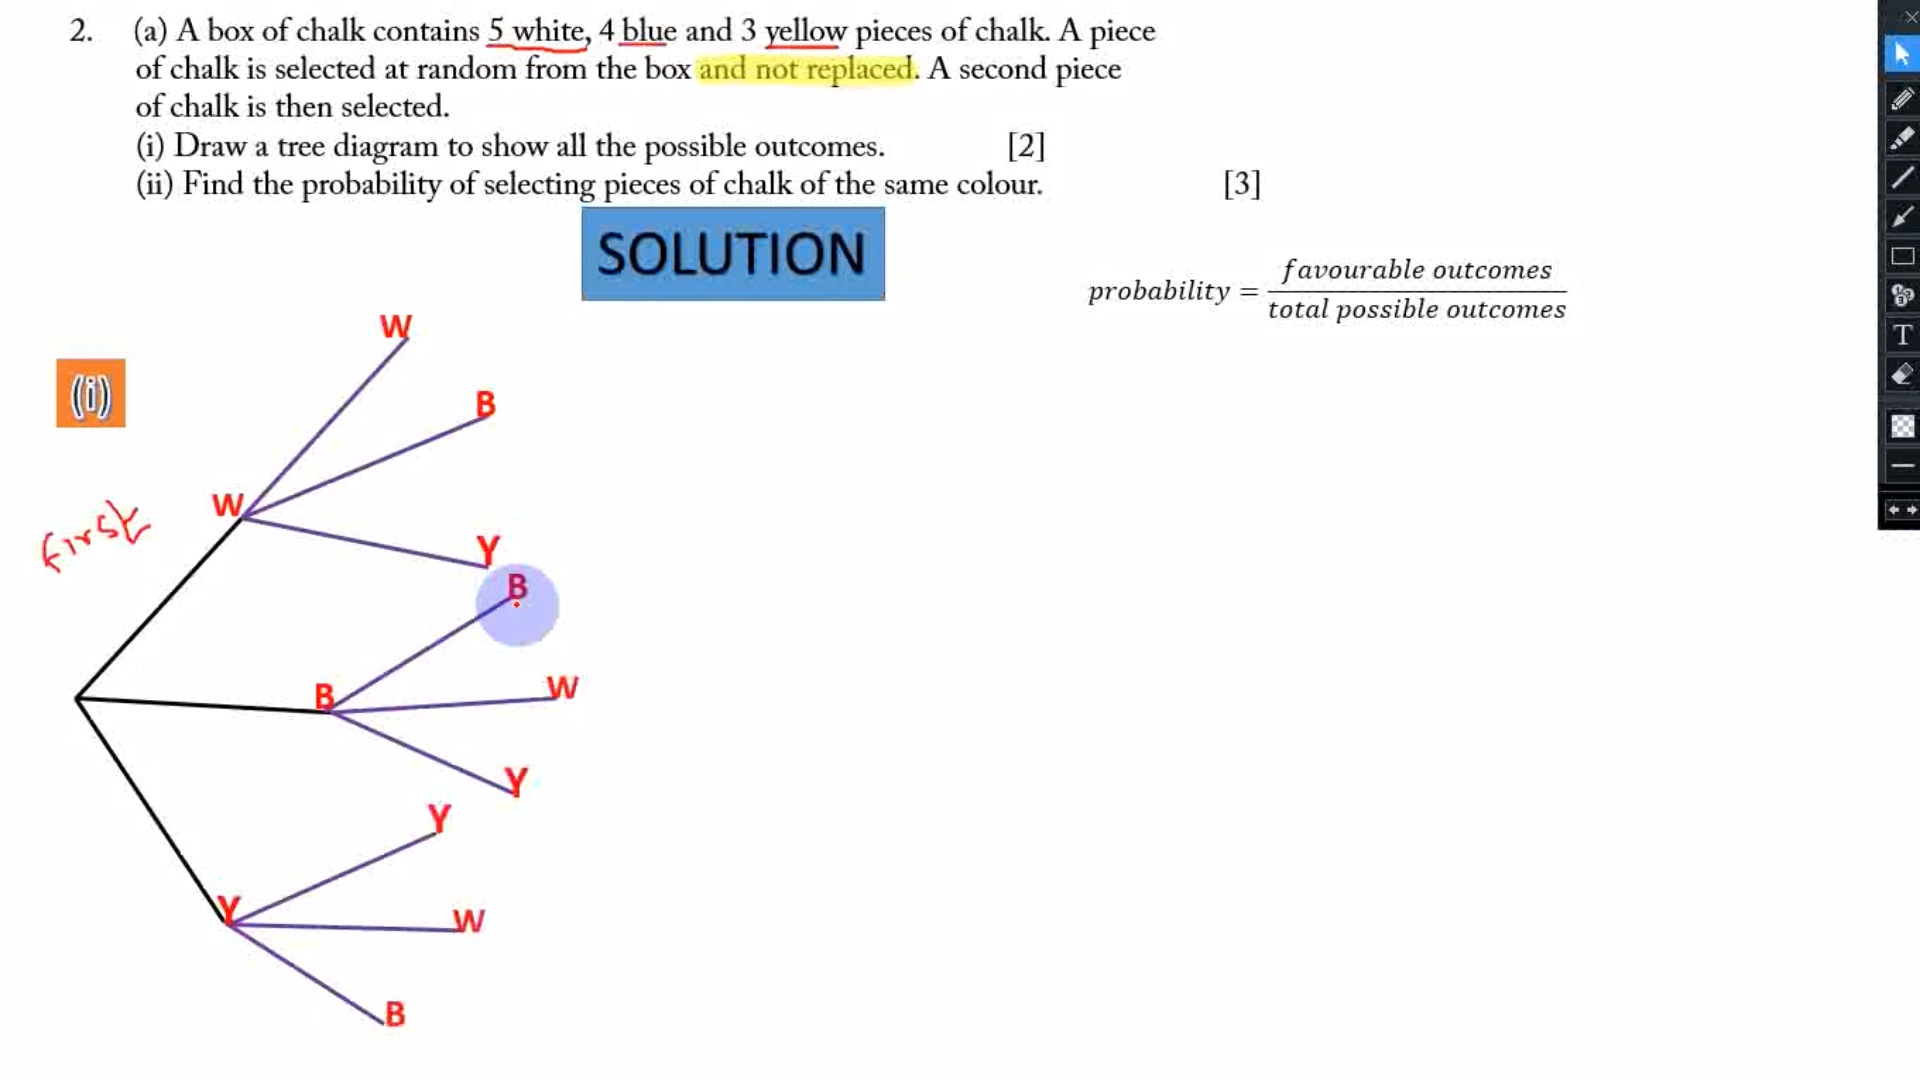 2. (a) A box of chalk contains 5 white, 4 blue and 3 yellow pieces of chalk. A piece
of chalk is selected at random from the box and not replaced. A second piece
of chalk is then selected.
(i) Draw a tree diagram to show all the possible outcomes. [2]
(ii) Find the probability of selecting pieces of chalk of the same colour. [3]
SOLUTION
probability = favourable outcomes / total possible outcomes
(i)
W
B
W
first
Y
B
B
W
Y
Y
Y
W
B
T